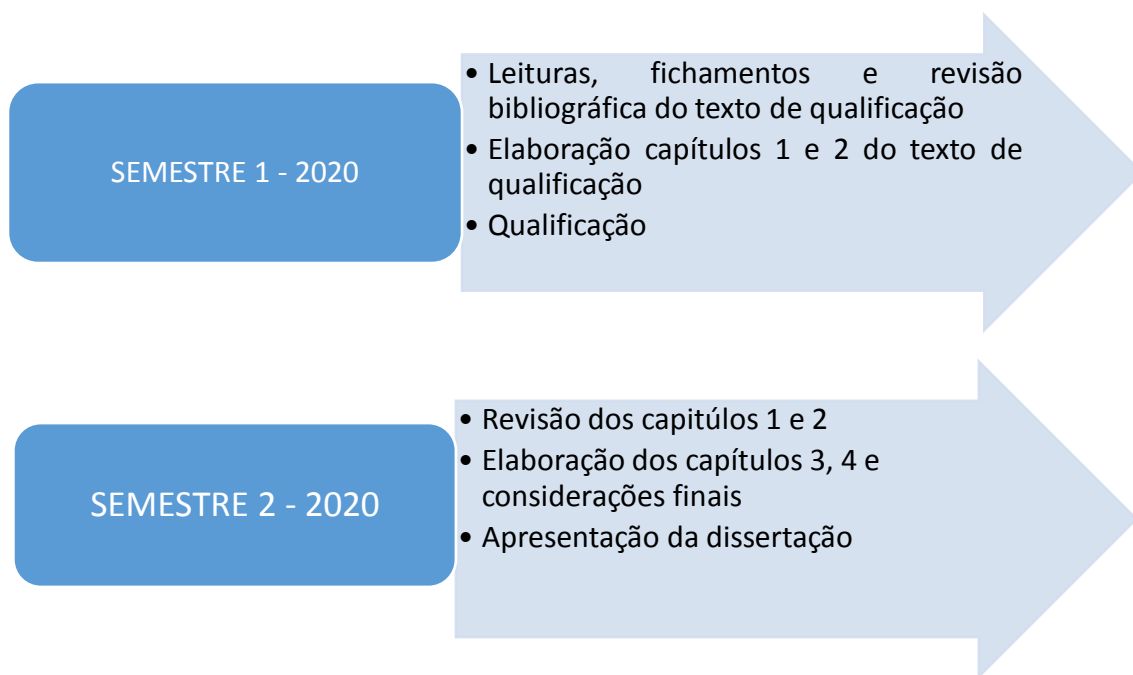 SEMESTRE 1 - 2020
• Leituras, fichamentos e revisão
bibliográfica do texto de qualificação
• Elaboração capítulos 1 e 2 do texto de
qualificação
• Qualificação
SEMESTRE 2 - 2020
• Revisão dos capitúlos 1 e 2
• Elaboração dos capítulos 3, 4 e
considerações finais
• Apresentação da dissertação